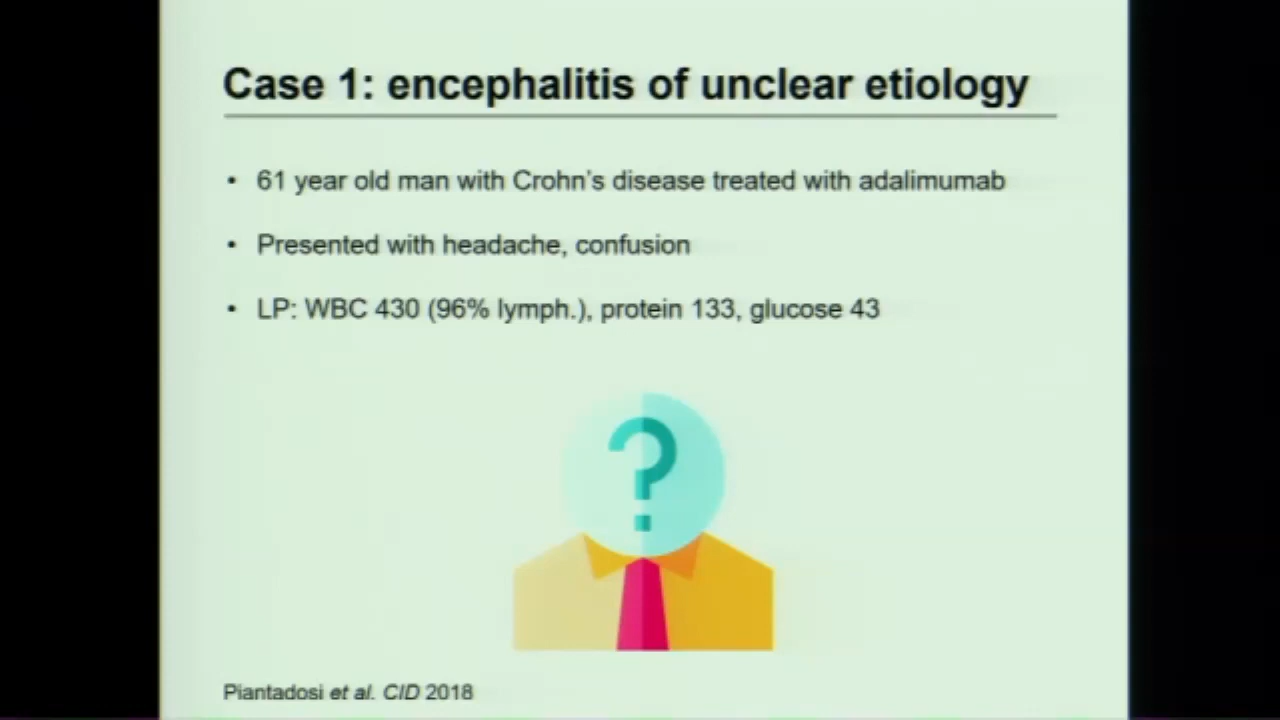 Case 1: encephalitis of unclear etiology
• 61 year old man with Crohn's disease treated with adalimumab
• Presented with headache, confusion
• LP: WBC 430 (96% lymph.), protein 133, glucose 43
?
Piantadosi et al. CID 2018